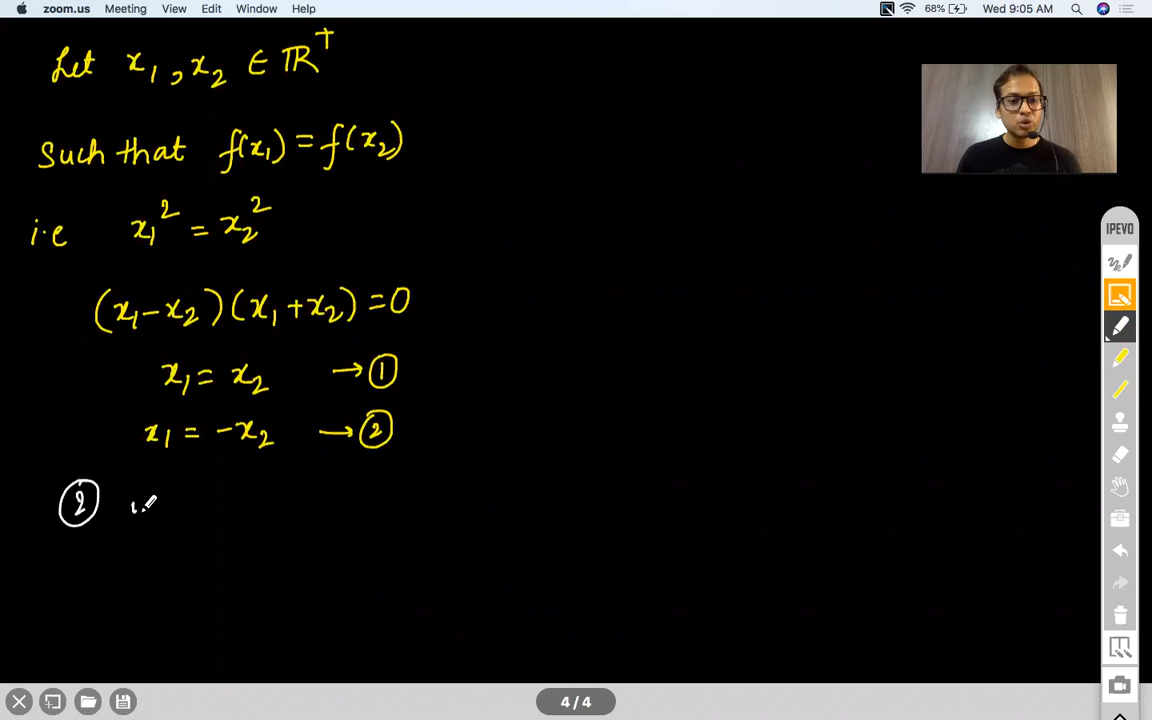 zoom.us Meeting View Edit Window Help 68% Wed 9:05 AM
Let x₁, x₂ ∈ ℝ⁺
Such that f(x₁) = f(x₂)
i.e x₁² = x₂²
(x₁ - x₂)(x₁ + x₂) = 0
x₁ = x₂ → ①
x₁ = -x₂ → ②
②
IPEVO
4 / 4